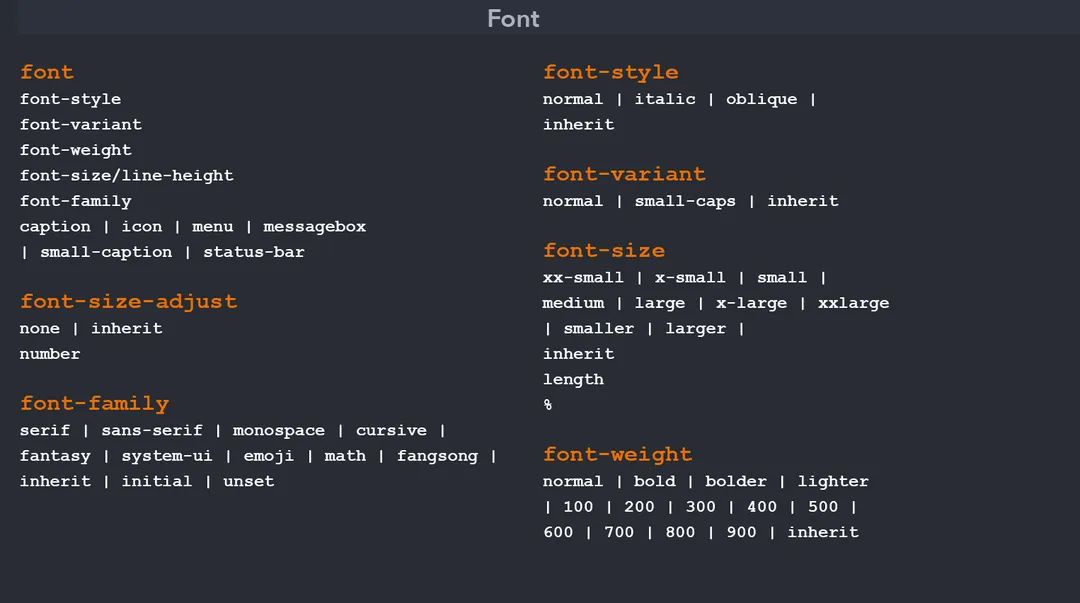 Font
font
font-style
font-variant
font-weight
font-size/line-height
font-family
caption | icon | menu | messagebox
| small-caption | status-bar
font-size-adjust
none | inherit
number
font-family
serif | sans-serif | monospace | cursive |
fantasy | system-ui | emoji | math | fangsong |
inherit | initial | unset
font-style
normal | italic | oblique |
inherit
font-variant
normal | small-caps | inherit
font-size
xx-small | x-small | small |
medium | large | x-large | xxlarge
| smaller | larger |
inherit
length
%
font-weight
normal | bold | bolder | lighter
| 100 | 200 | 300 | 400 | 500 |
600 | 700 | 800 | 900 | inherit